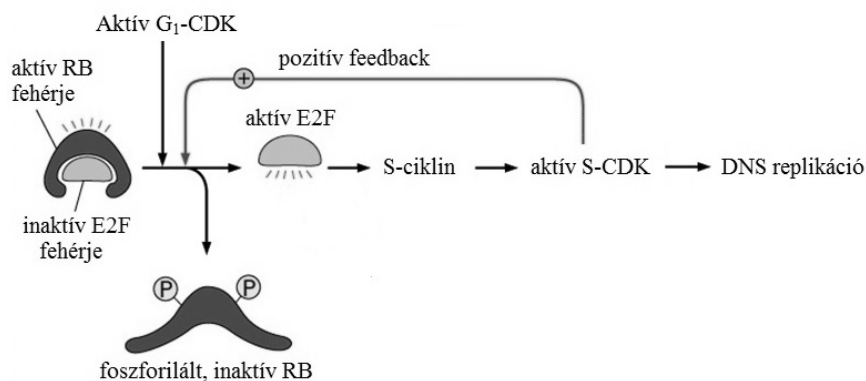 Aktív G₁-CDK
pozitív feedback
+
aktív RB
fehérje
aktív E2F
S-ciklin
aktív S-CDK
DNS replikáció
inaktív E2F
fehérje
P
P
foszforilált, inaktív RB